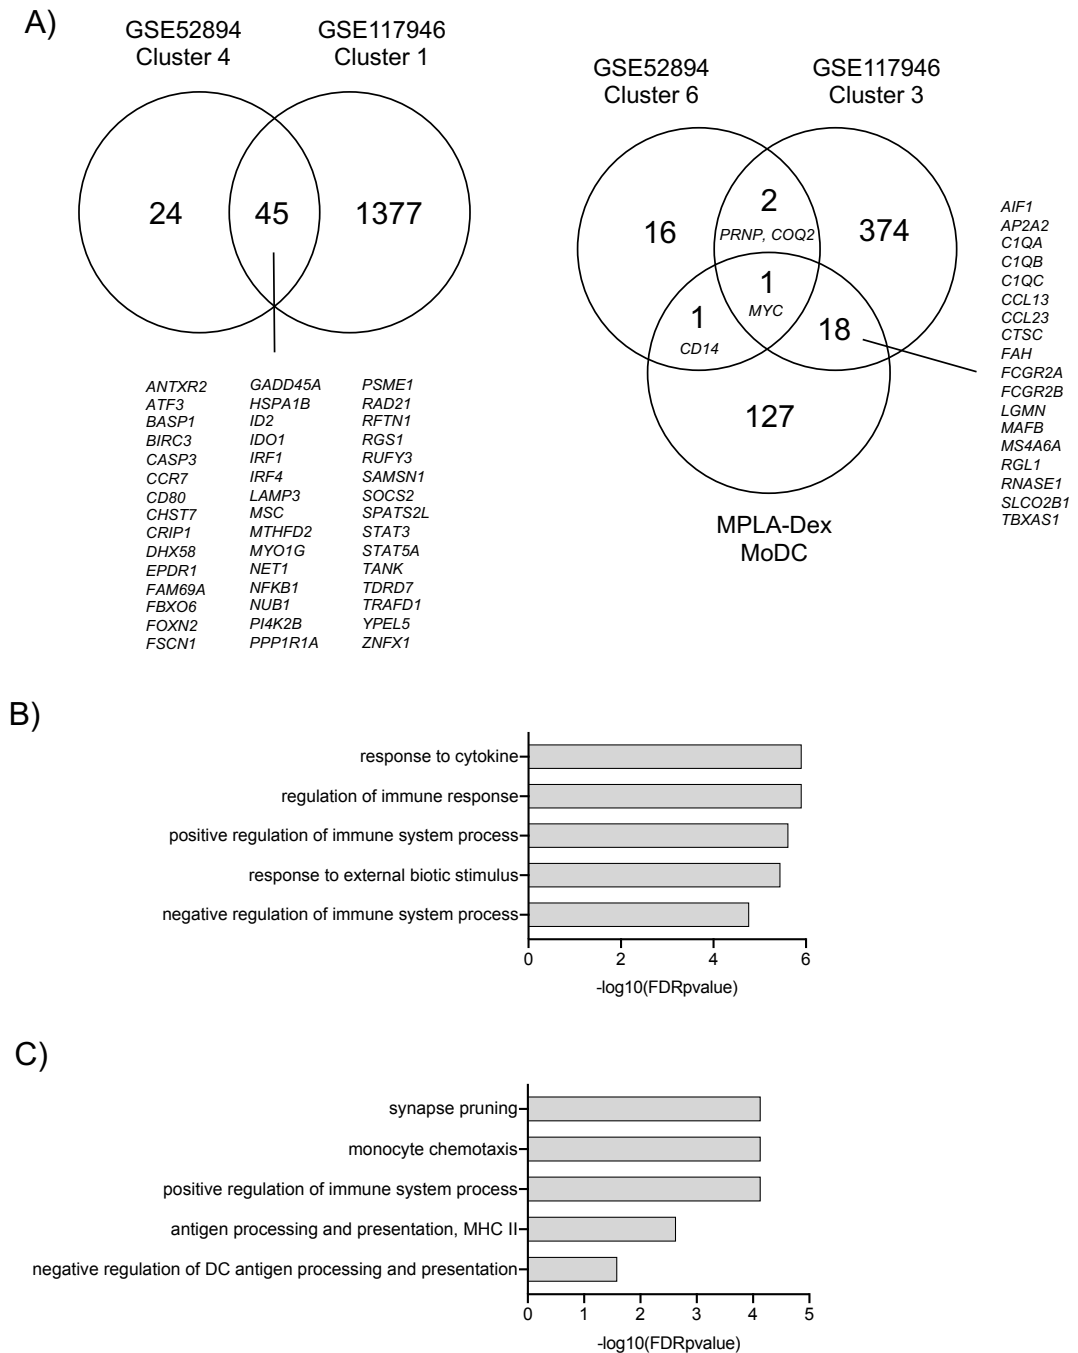 A)
GSE52894
Cluster 4
GSE117946
Cluster 1
24
45
1377
ANTXR2
ATF3
BASP1
BIRC3
CASP3
CCR7
CD80
CHST7
CRIP1
DHX58
EPDR1
FAM69A
FBXO6
FOXN2
FSCN1
GADD45A
HSPA1B
ID2
IDO1
IRF1
IRF4
LAMP3
MSC
MTHFD2
MYO1G
NET1
NFKB1
NUB1
PI4K2B
PPP1R1A
PSME1
RAD21
RFTN1
RGS1
RUFY3
SAMSN1
SOCS2
SPATS2L
STAT3
STAT5A
TANK
TDRD7
TRAFD1
YPEL5
ZNFX1
GSE52894
Cluster 6
GSE117946
Cluster 3
16
2
PRNP, COQ2
374
1
MYC
1
CD14
18
127
MPLA-Dex
MoDC
AIF1
AP2A2
C1QA
C1QB
C1QC
CCL13
CCL23
CTSC
FAH
FCGR2A
FCGR2B
LGMN
MAFB
MS4A6A
RGL1
RNASE1
SLCO2B1
TBXAS1
B)
response to cytokine
regulation of immune response
positive regulation of immune system process
response to external biotic stimulus
negative regulation of immune system process
0 2 4 6
-log10(FDRpvalue)
C)
synapse pruning
monocyte chemotaxis
positive regulation of immune system process
antigen processing and presentation, MHC II
negative regulation of DC antigen processing and presentation
0 1 2 3 4 5
-log10(FDRpvalue)